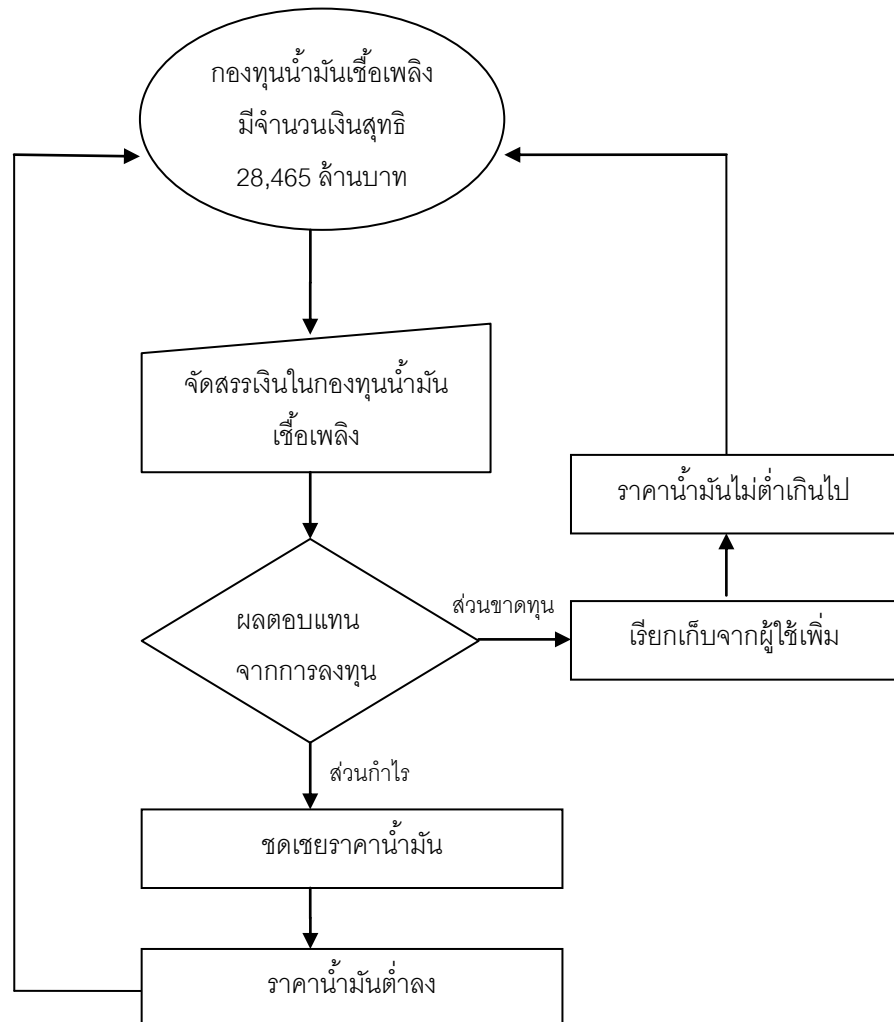 กองทุนน้ำมันเชื้อเพลิง
มีจำนวนเงินสุทธิ
28,465 ล้านบาท
จัดสรรเงินในกองทุนน้ำมัน
เชื้อเพลิง
ราคาน้ำมันไม่ต่ำเกินไป
ผลตอบแทน
จากการลงทุน
ส่วนขาดทุน
เรียกเก็บจากผู้ใช้เพิ่ม
ส่วนกำไร
ชดเชยราคาน้ำมัน
ราคาน้ำมันต่ำลง